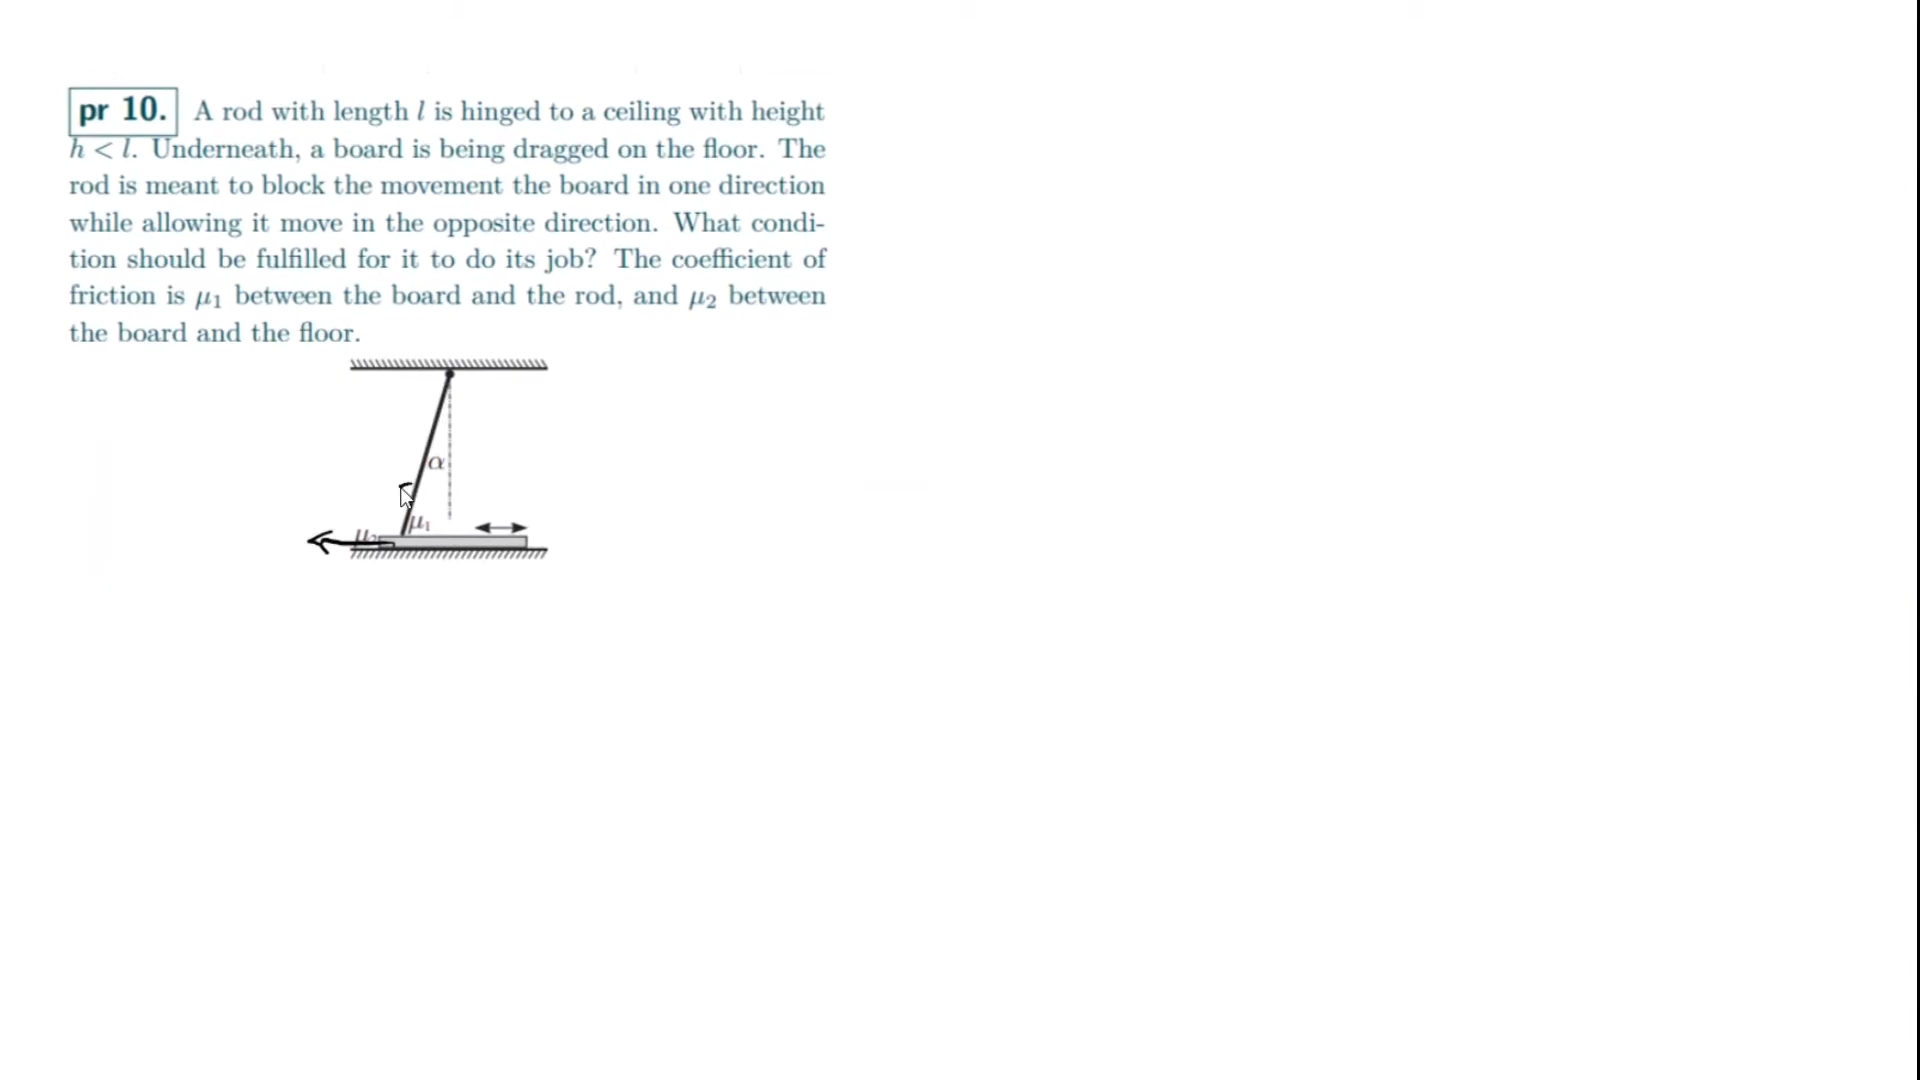 pr 10. A rod with length l is hinged to a ceiling with height
h < l. Underneath, a board is being dragged on the floor. The
rod is meant to block the movement the board in one direction
while allowing it move in the opposite direction. What condi-
tion should be fulfilled for it to do its job? The coefficient of
friction is μ₁ between the board and the rod, and μ₂ between
the board and the floor.
α
μ₁
μ₂